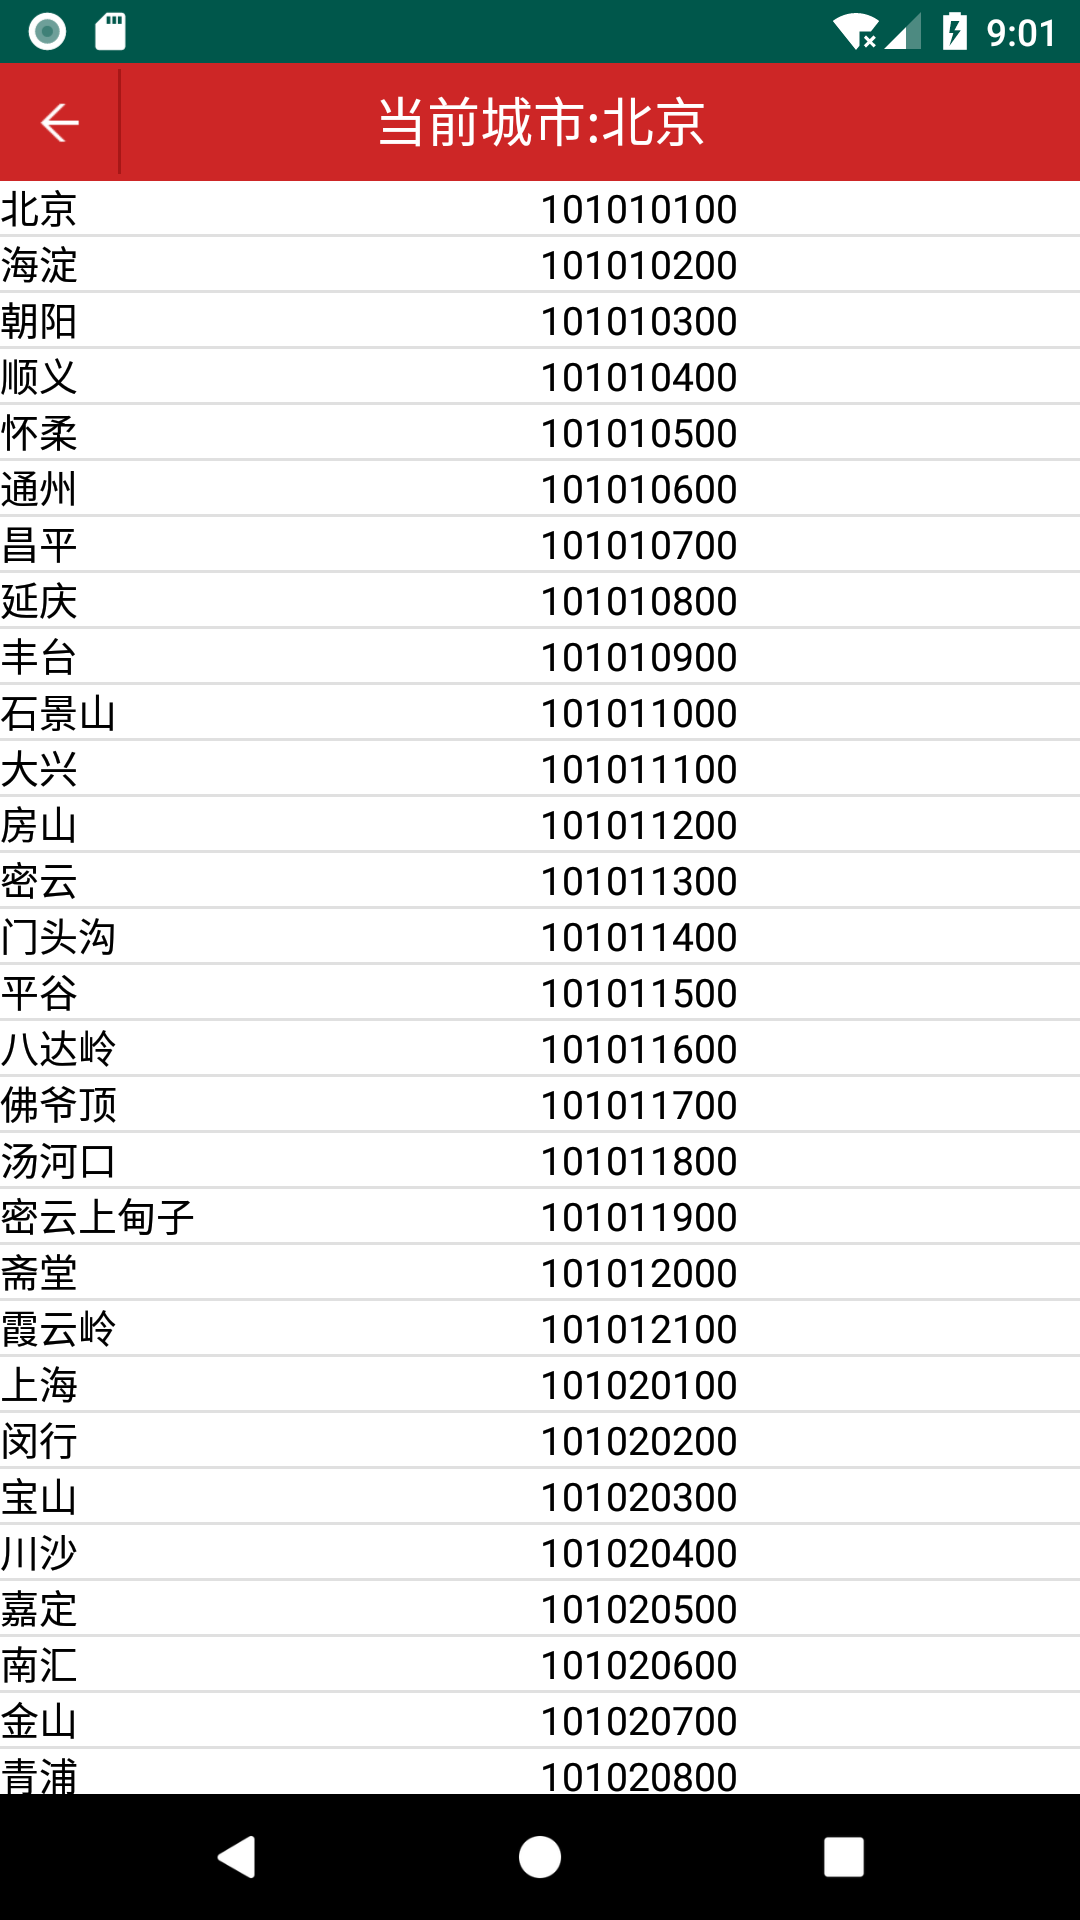 9:01
当前城市:北京
北京 101010100
海淀 101010200
朝阳 101010300
顺义 101010400
怀柔 101010500
通州 101010600
昌平 101010700
延庆 101010800
丰台 101010900
石景山 101011000
大兴 101011100
房山 101011200
密云 101011300
门头沟 101011400
平谷 101011500
八达岭 101011600
佛爷顶 101011700
汤河口 101011800
密云上甸子 101011900
斋堂 101012000
霞云岭 101012100
上海 101020100
闵行 101020200
宝山 101020300
川沙 101020400
嘉定 101020500
南汇 101020600
金山 101020700
青浦 101020800